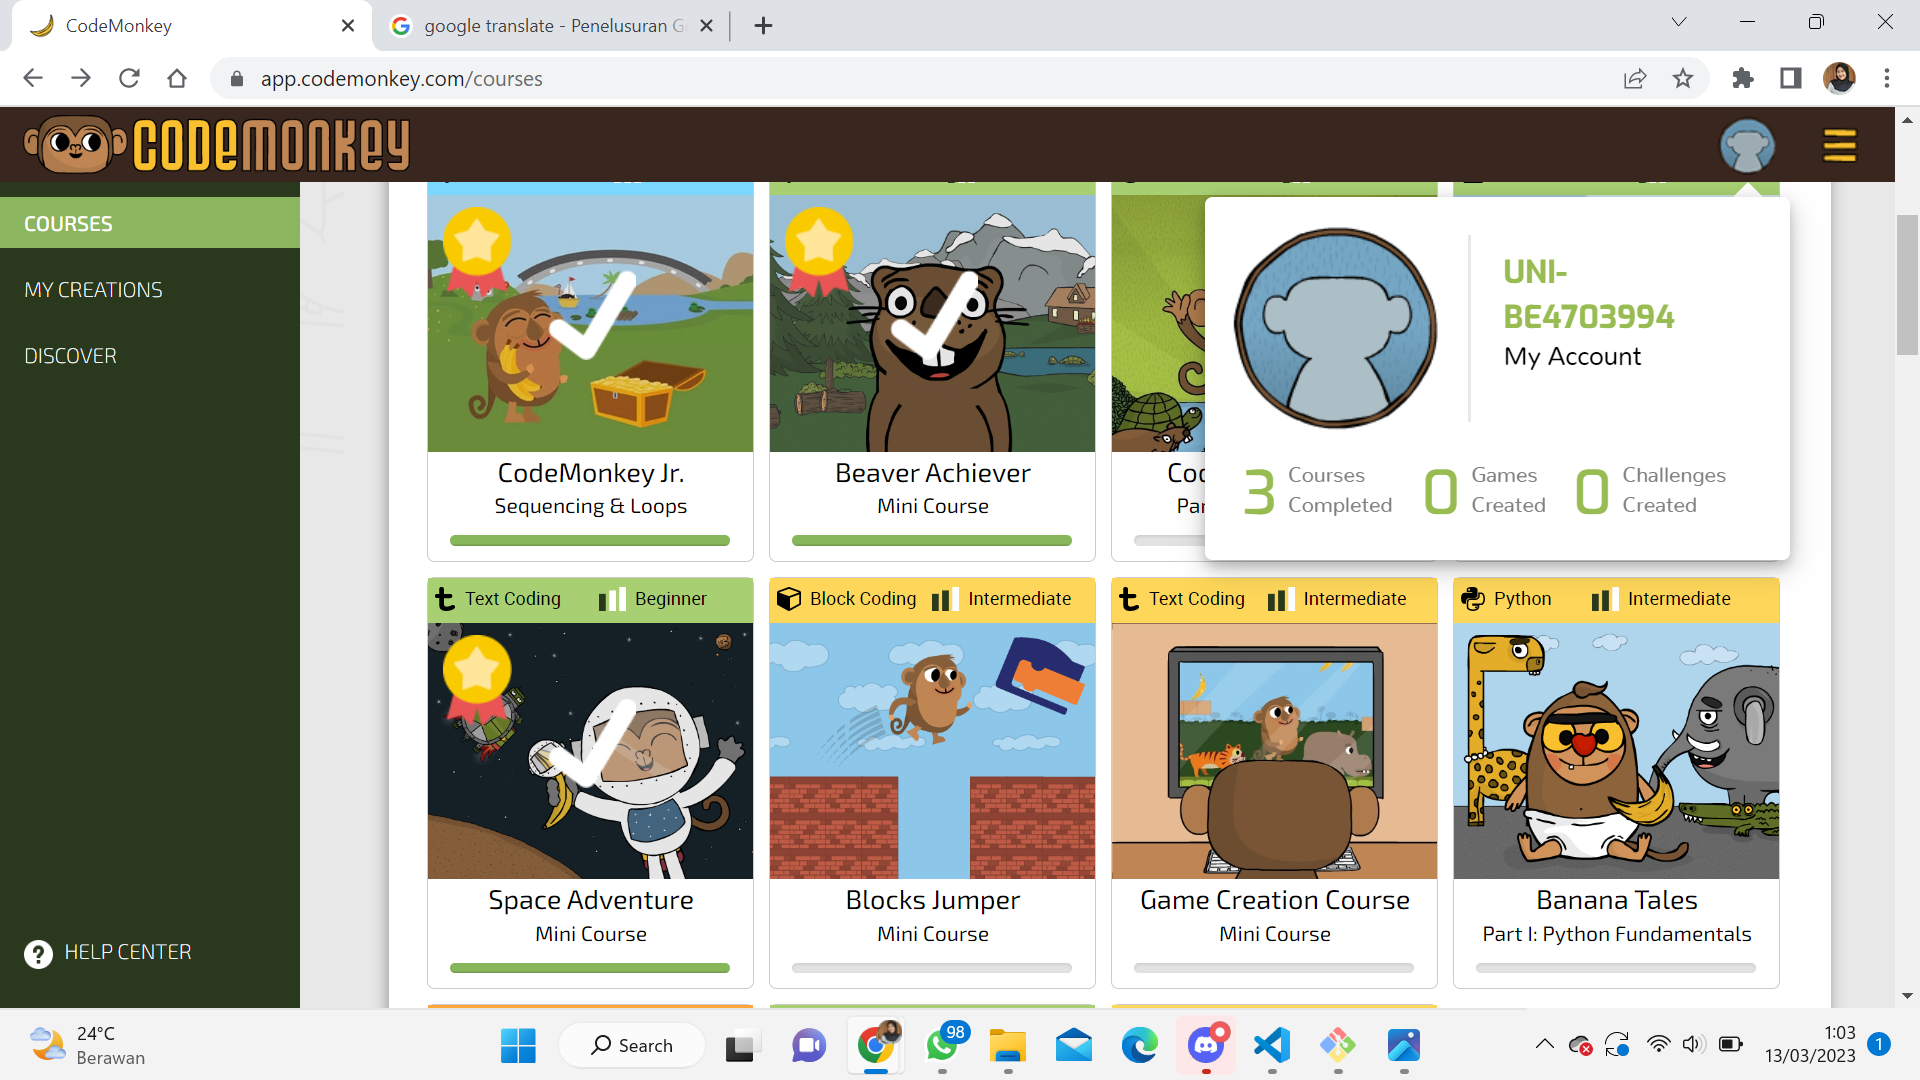 CodeMonkey
google translate - Penelusuran G
app.codemonkey.com/courses
CODEMONKEY
COURSES
MY CREATIONS
DISCOVER
HELP CENTER
UNI-
BE4703994
My Account
3 Courses Completed
0 Games Created
0 Challenges Created
CodeMonkey Jr.
Sequencing & Loops
Beaver Achiever
Mini Course
Text Coding Beginner
Block Coding Intermediate
Text Coding Intermediate
Python Intermediate
Space Adventure
Mini Course
Blocks Jumper
Mini Course
Game Creation Course
Mini Course
Banana Tales
Part I: Python Fundamentals
24°C
Berawan
Search
98
1:03
13/03/2023
1